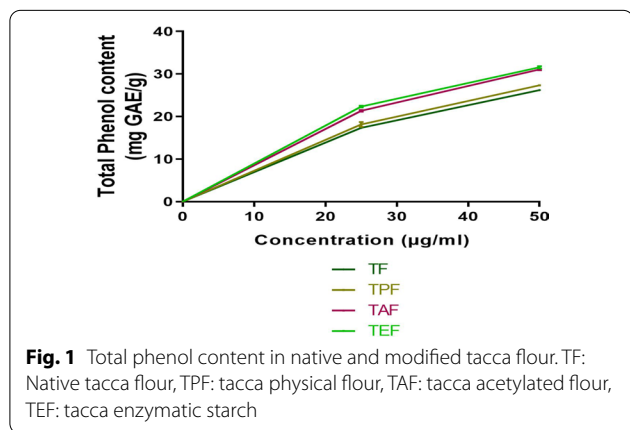 Total Phenol content
(mg GAE/g)
40
30
20
10
0
0 10 20 30 40 50
Concentration (µg/ml)
TF
TPF
TAF
TEF
Fig. 1 Total phenol content in native and modified tacca flour. TF:
Native tacca flour, TPF: tacca physical flour, TAF: tacca acetylated flour,
TEF: tacca enzymatic starch